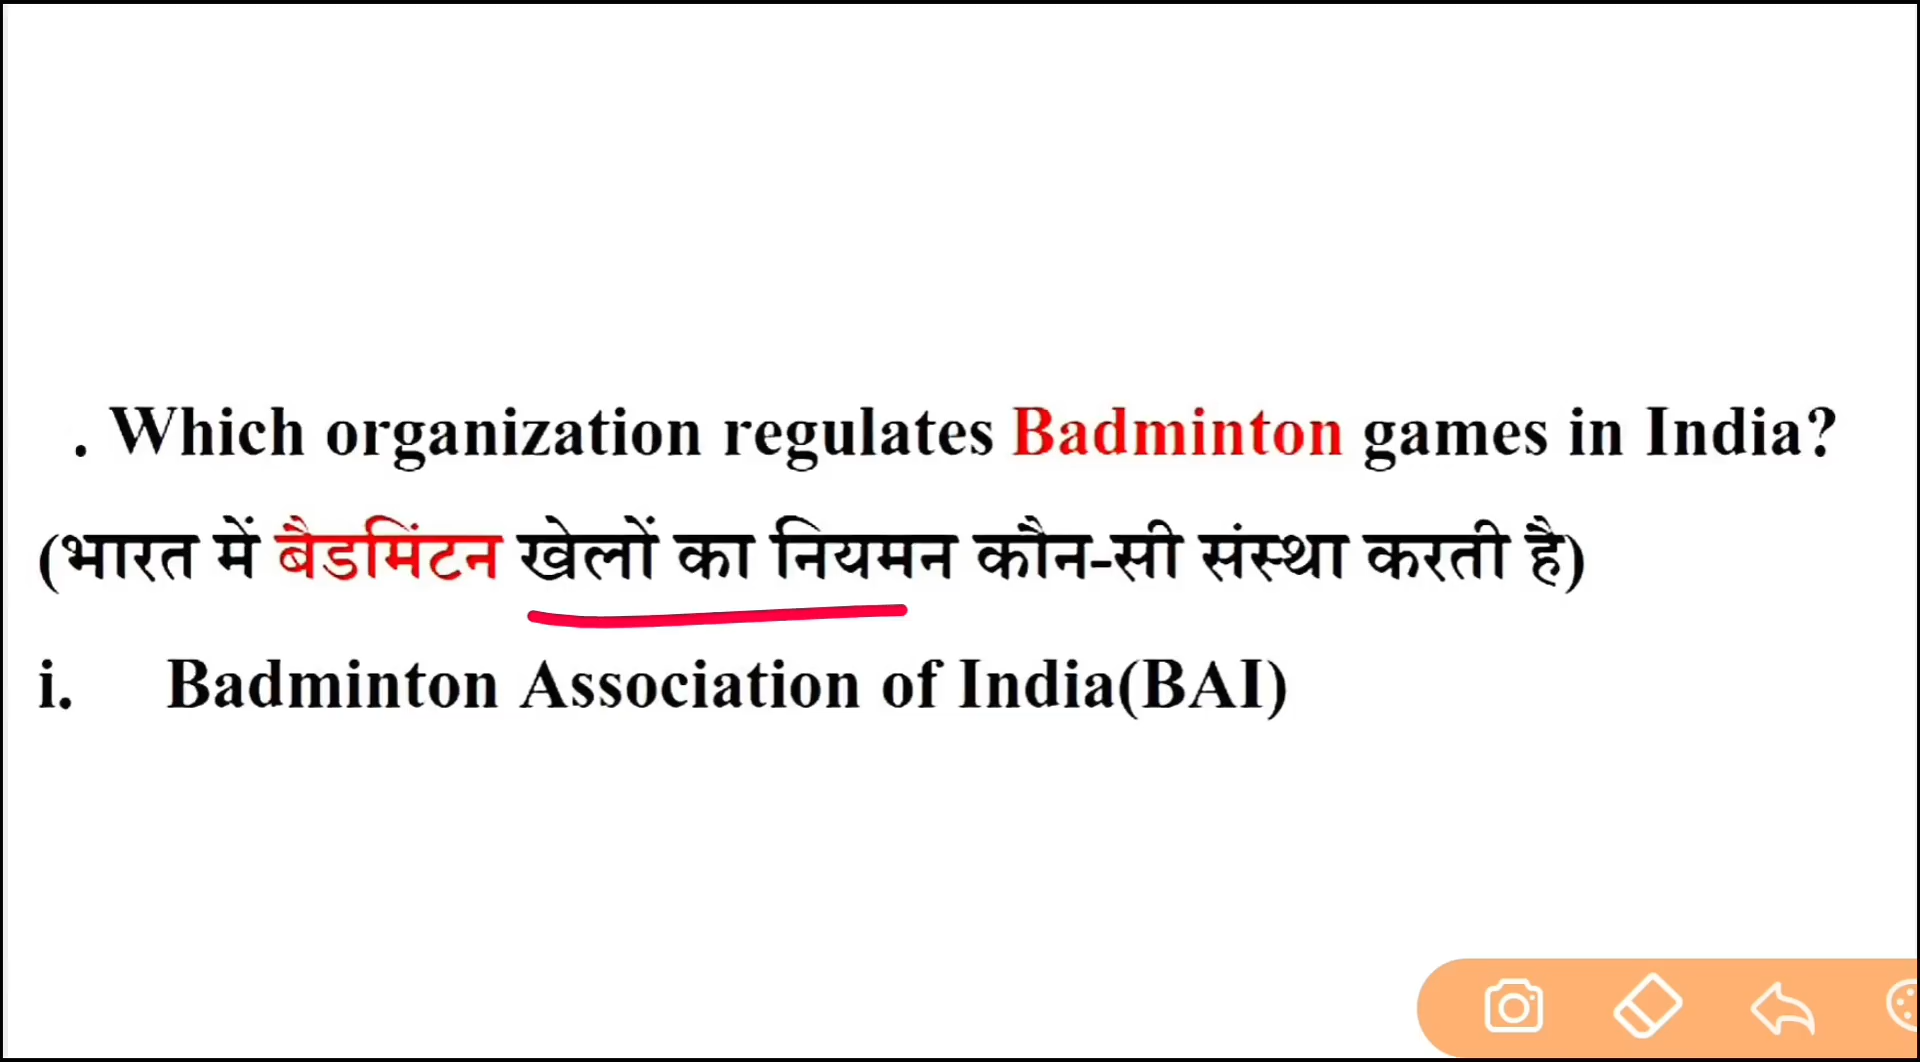 . Which organization regulates Badminton games in India?
(भारत में बैडमिंटन खेलों का नियमन कौन-सी संस्था करती है)
i. Badminton Association of India(BAI)